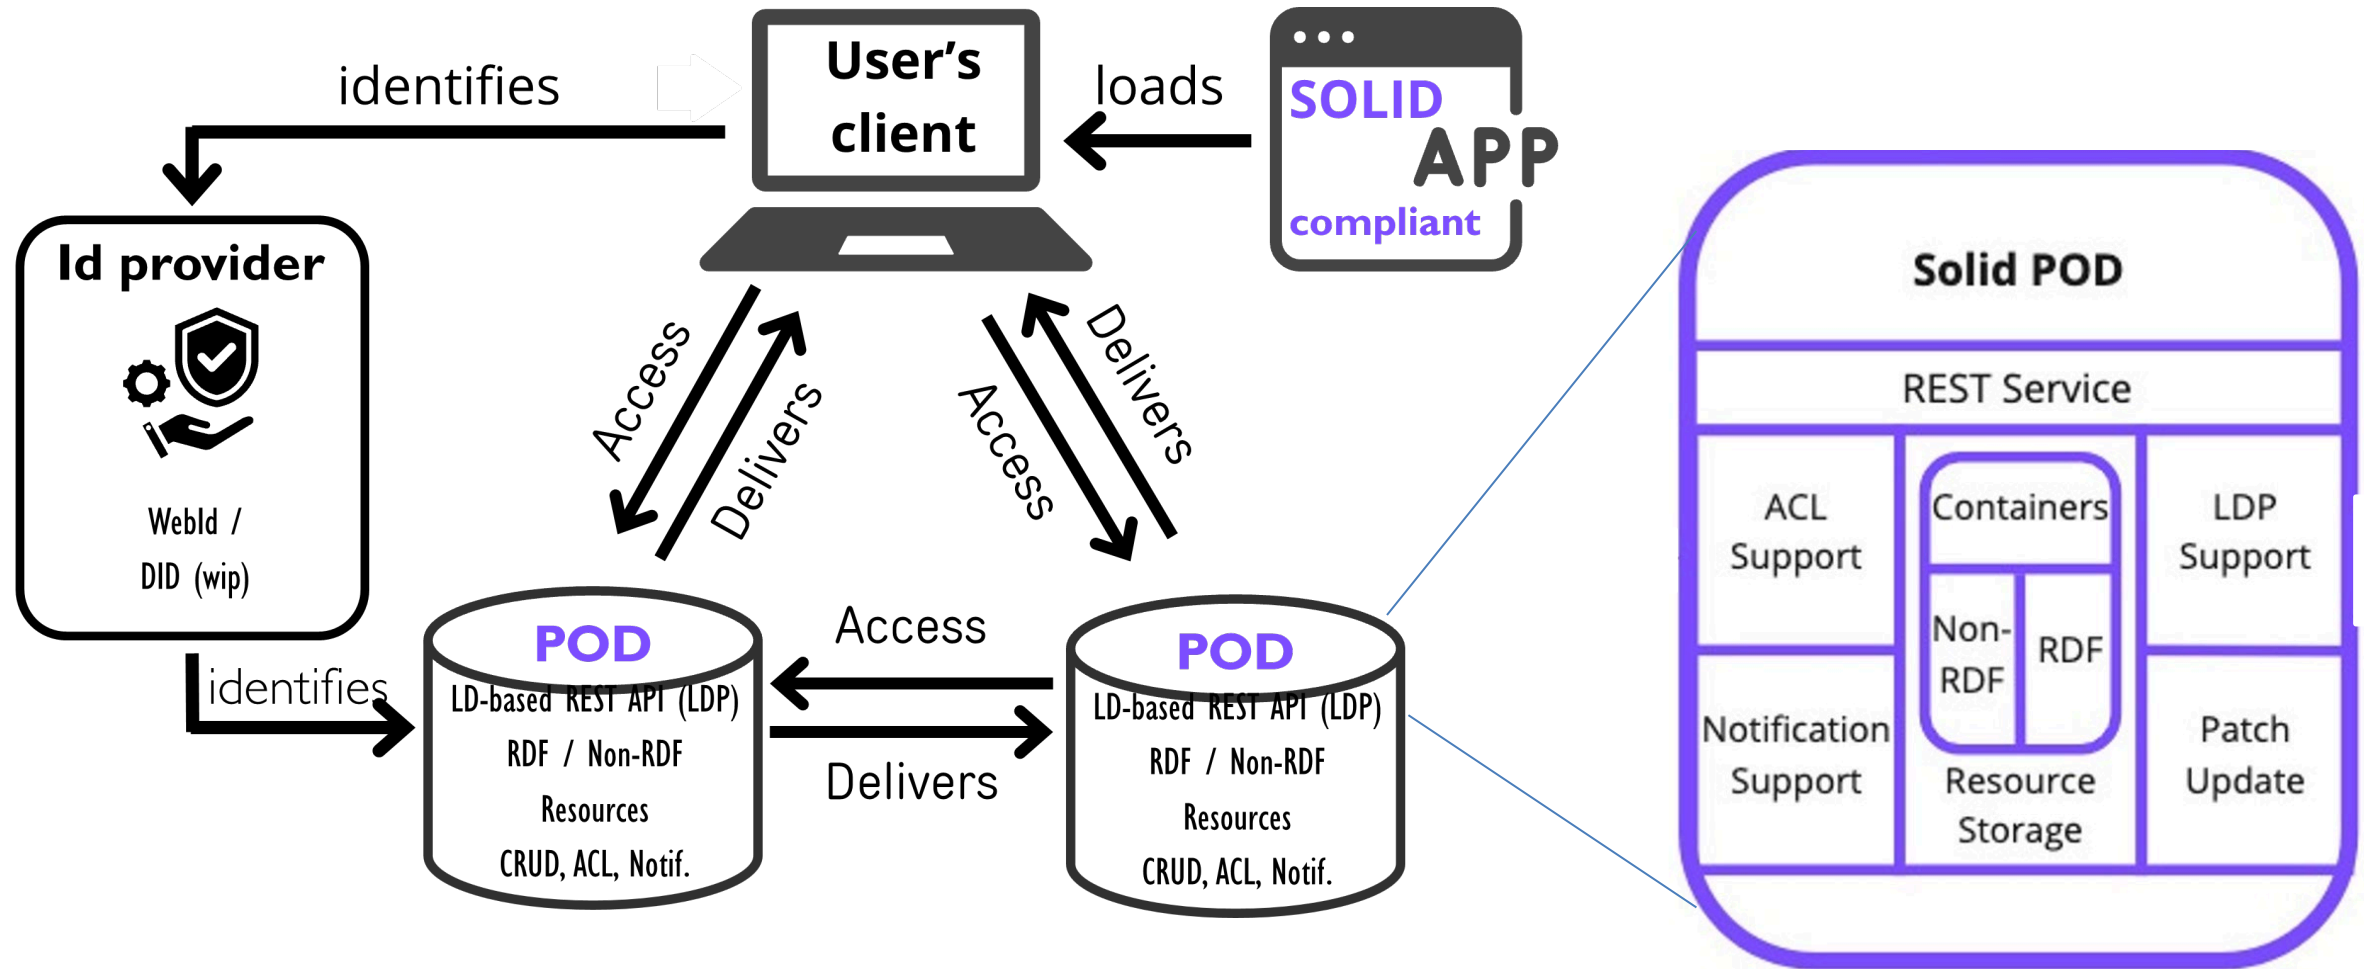 identifies
User's
client
loads
SOLID
APP
compliant
Id provider
WebId /
DID (wip)
identifies
Access
Delivers
Access
Delivers
POD
LD-based REST API (LDP)
RDF / Non-RDF
Resources
CRUD, ACL, Notif.
Access
Delivers
POD
LD-based REST API (LDP)
RDF / Non-RDF
Resources
CRUD, ACL, Notif.
Solid POD
REST Service
ACL
Support
Containers
Non-
RDF
RDF
LDP
Support
Notification
Support
Resource
Storage
Patch
Update